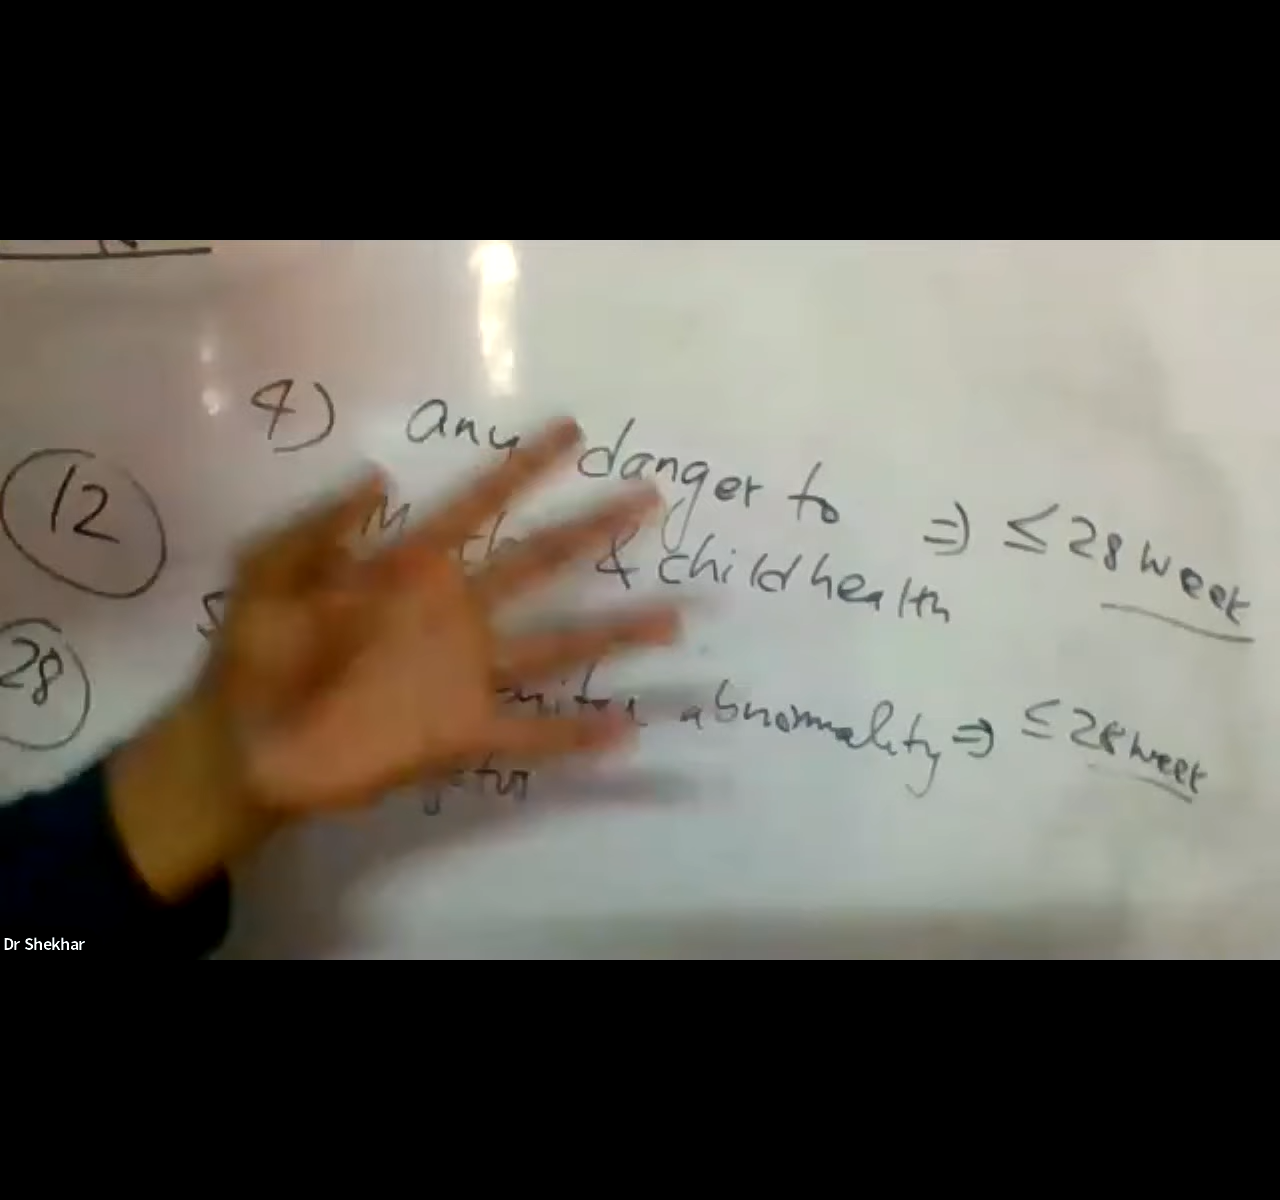 4) any danger to ⇒ ≤ 28 week
& child health
12
28
abnormality ⇒ ≤ 28 week
Dr Shekhar